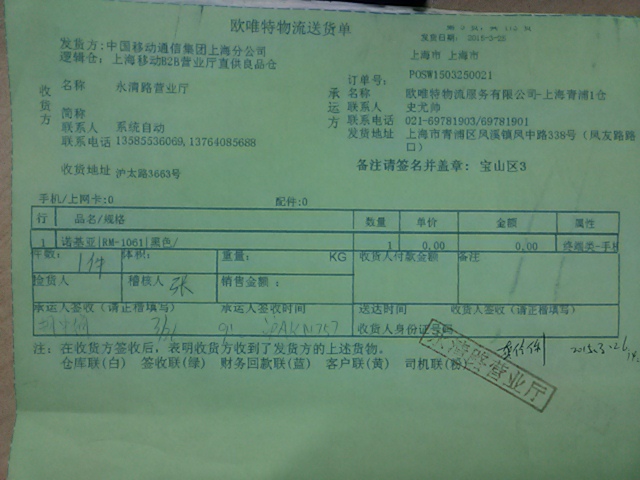 欧唯特物流送货单
发货日期: 2015-3-25
发货方:中国移动通信集团上海分公司
上海市 上海市
逻辑仓: 上海移动B2B营业厅直供良品仓
订单号: POSW1503250021
收货方
名称 永清路营业厅
简称
联系人 系统自动
联系电话 13585536069,13764085688
收货地址 沪太路3663号
承运方
名称 欧唯特物流服务有限公司-上海青浦1仓
联系人 史尤帅
联系电话 021-69781903/69781901
发货地址 上海市青浦区凤溪镇凤中路338号(凤友路路口)
备注请签名并盖章: 宝山区3
手机/上网卡:0 配件:0
行 品名/规格 数量 单价 金额 属性
1 诺基亚|RM-1061|黑色/ 1 0.00 0.00 终端类-手
件数: 1件 体积: 重量: KG 收货人付款金额 备注
捡货人 稽核人 张 销售金额:
承运人签收(请正楷填写) 承运人签收时间 送达时间 收货人签收(请正楷填写)
收货人身份证号码
注: 在收货方签收后,表明收货方收到了发货方的上述货物。
仓库联(白) 签收联(绿) 财务回款联(蓝) 客户联(黄) 司机联(粉)
永清路营业厅
2015.3.26